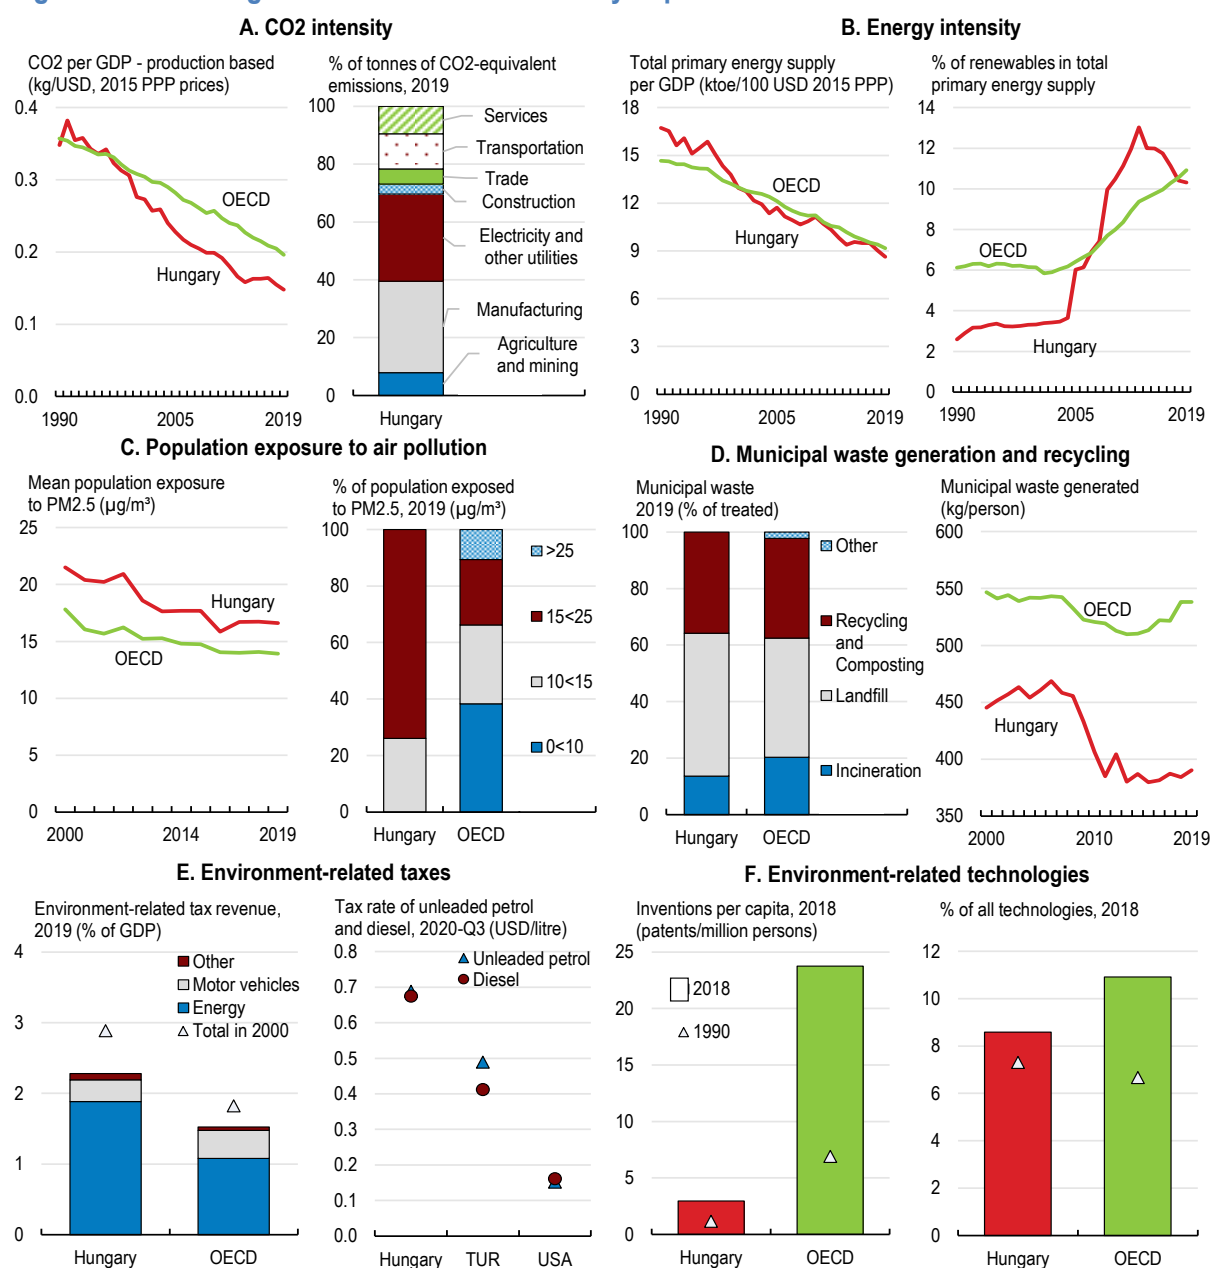 A. CO2 intensity
CO2 per GDP - production based
(kg/USD, 2015 PPP prices)
0.4
0.3
0.2
0.1
0.0
OECD
Hungary
1990
2005
2019
% of tonnes of CO2-equivalent
emissions, 2019
100
80
60
40
20
0
Services
Transportation
Trade
Construction
Electricity and
other utilities
Manufacturing
Agriculture
and mining
Hungary
B. Energy intensity
Total primary energy supply
per GDP (ktoe/100 USD 2015 PPP)
18
15
12
9
6
3
0
OECD
Hungary
1990
2005
2019
% of renewables in total
primary energy supply
14
12
10
8
6
4
2
0
OECD
Hungary
1990
2005
2019
C. Population exposure to air pollution
Mean population exposure
to PM2.5 (µg/m³)
25
20
15
10
5
0
Hungary
OECD
2000
2014
2019
% of population exposed
to PM2.5, 2019 (µg/m³)
100
80
60
40
20
0
>25
15<25
10<15
0<10
Hungary
OECD
D. Municipal waste generation and recycling
Municipal waste
2019 (% of treated)
100
80
60
40
20
0
Other
Recycling
and
Composting
Landfill
Incineration
Hungary
OECD
Municipal waste generated
(kg/person)
600
550
500
450
400
350
OECD
Hungary
2000
2010
2019
E. Environment-related taxes
Environment-related tax revenue,
2019 (% of GDP)
4
3
2
1
0
Other
Motor vehicles
Energy
Total in 2000
Hungary
OECD
Tax rate of unleaded petrol
and diesel, 2020-Q3 (USD/litre)
0.8
0.7
0.6
0.5
0.4
0.3
0.2
0.1
0.0
Unleaded petrol
Diesel
Hungary
TUR
USA
F. Environment-related technologies
Inventions per capita, 2018
(patents/million persons)
25
20
15
10
5
0
2018
1990
Hungary
OECD
% of all technologies, 2018
12
10
8
6
4
2
0
Hungary
OECD